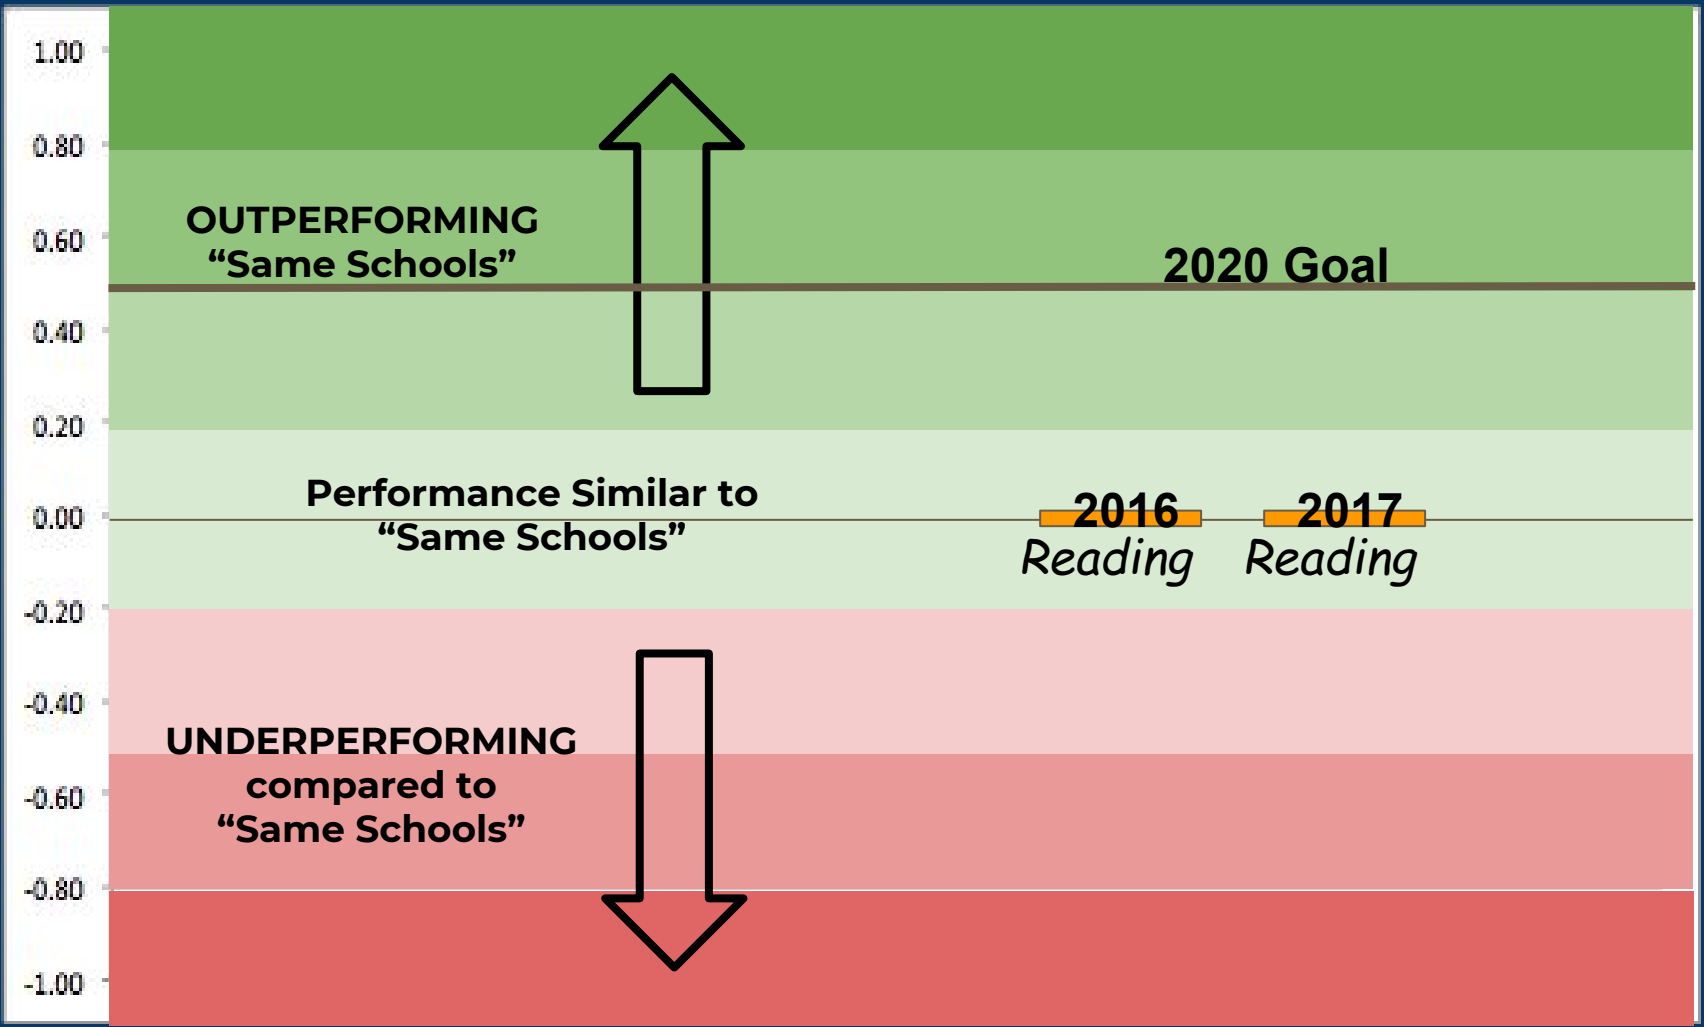 1.00
0.80
OUTPERFORMING
“Same Schools”
0.60
2020 Goal
0.40
0.20
Performance Similar to
“Same Schools”
0.00
2016
Reading
2017
Reading
-0.20
-0.40
UNDERPERFORMING
compared to
“Same Schools”
-0.60
-0.80
-1.00